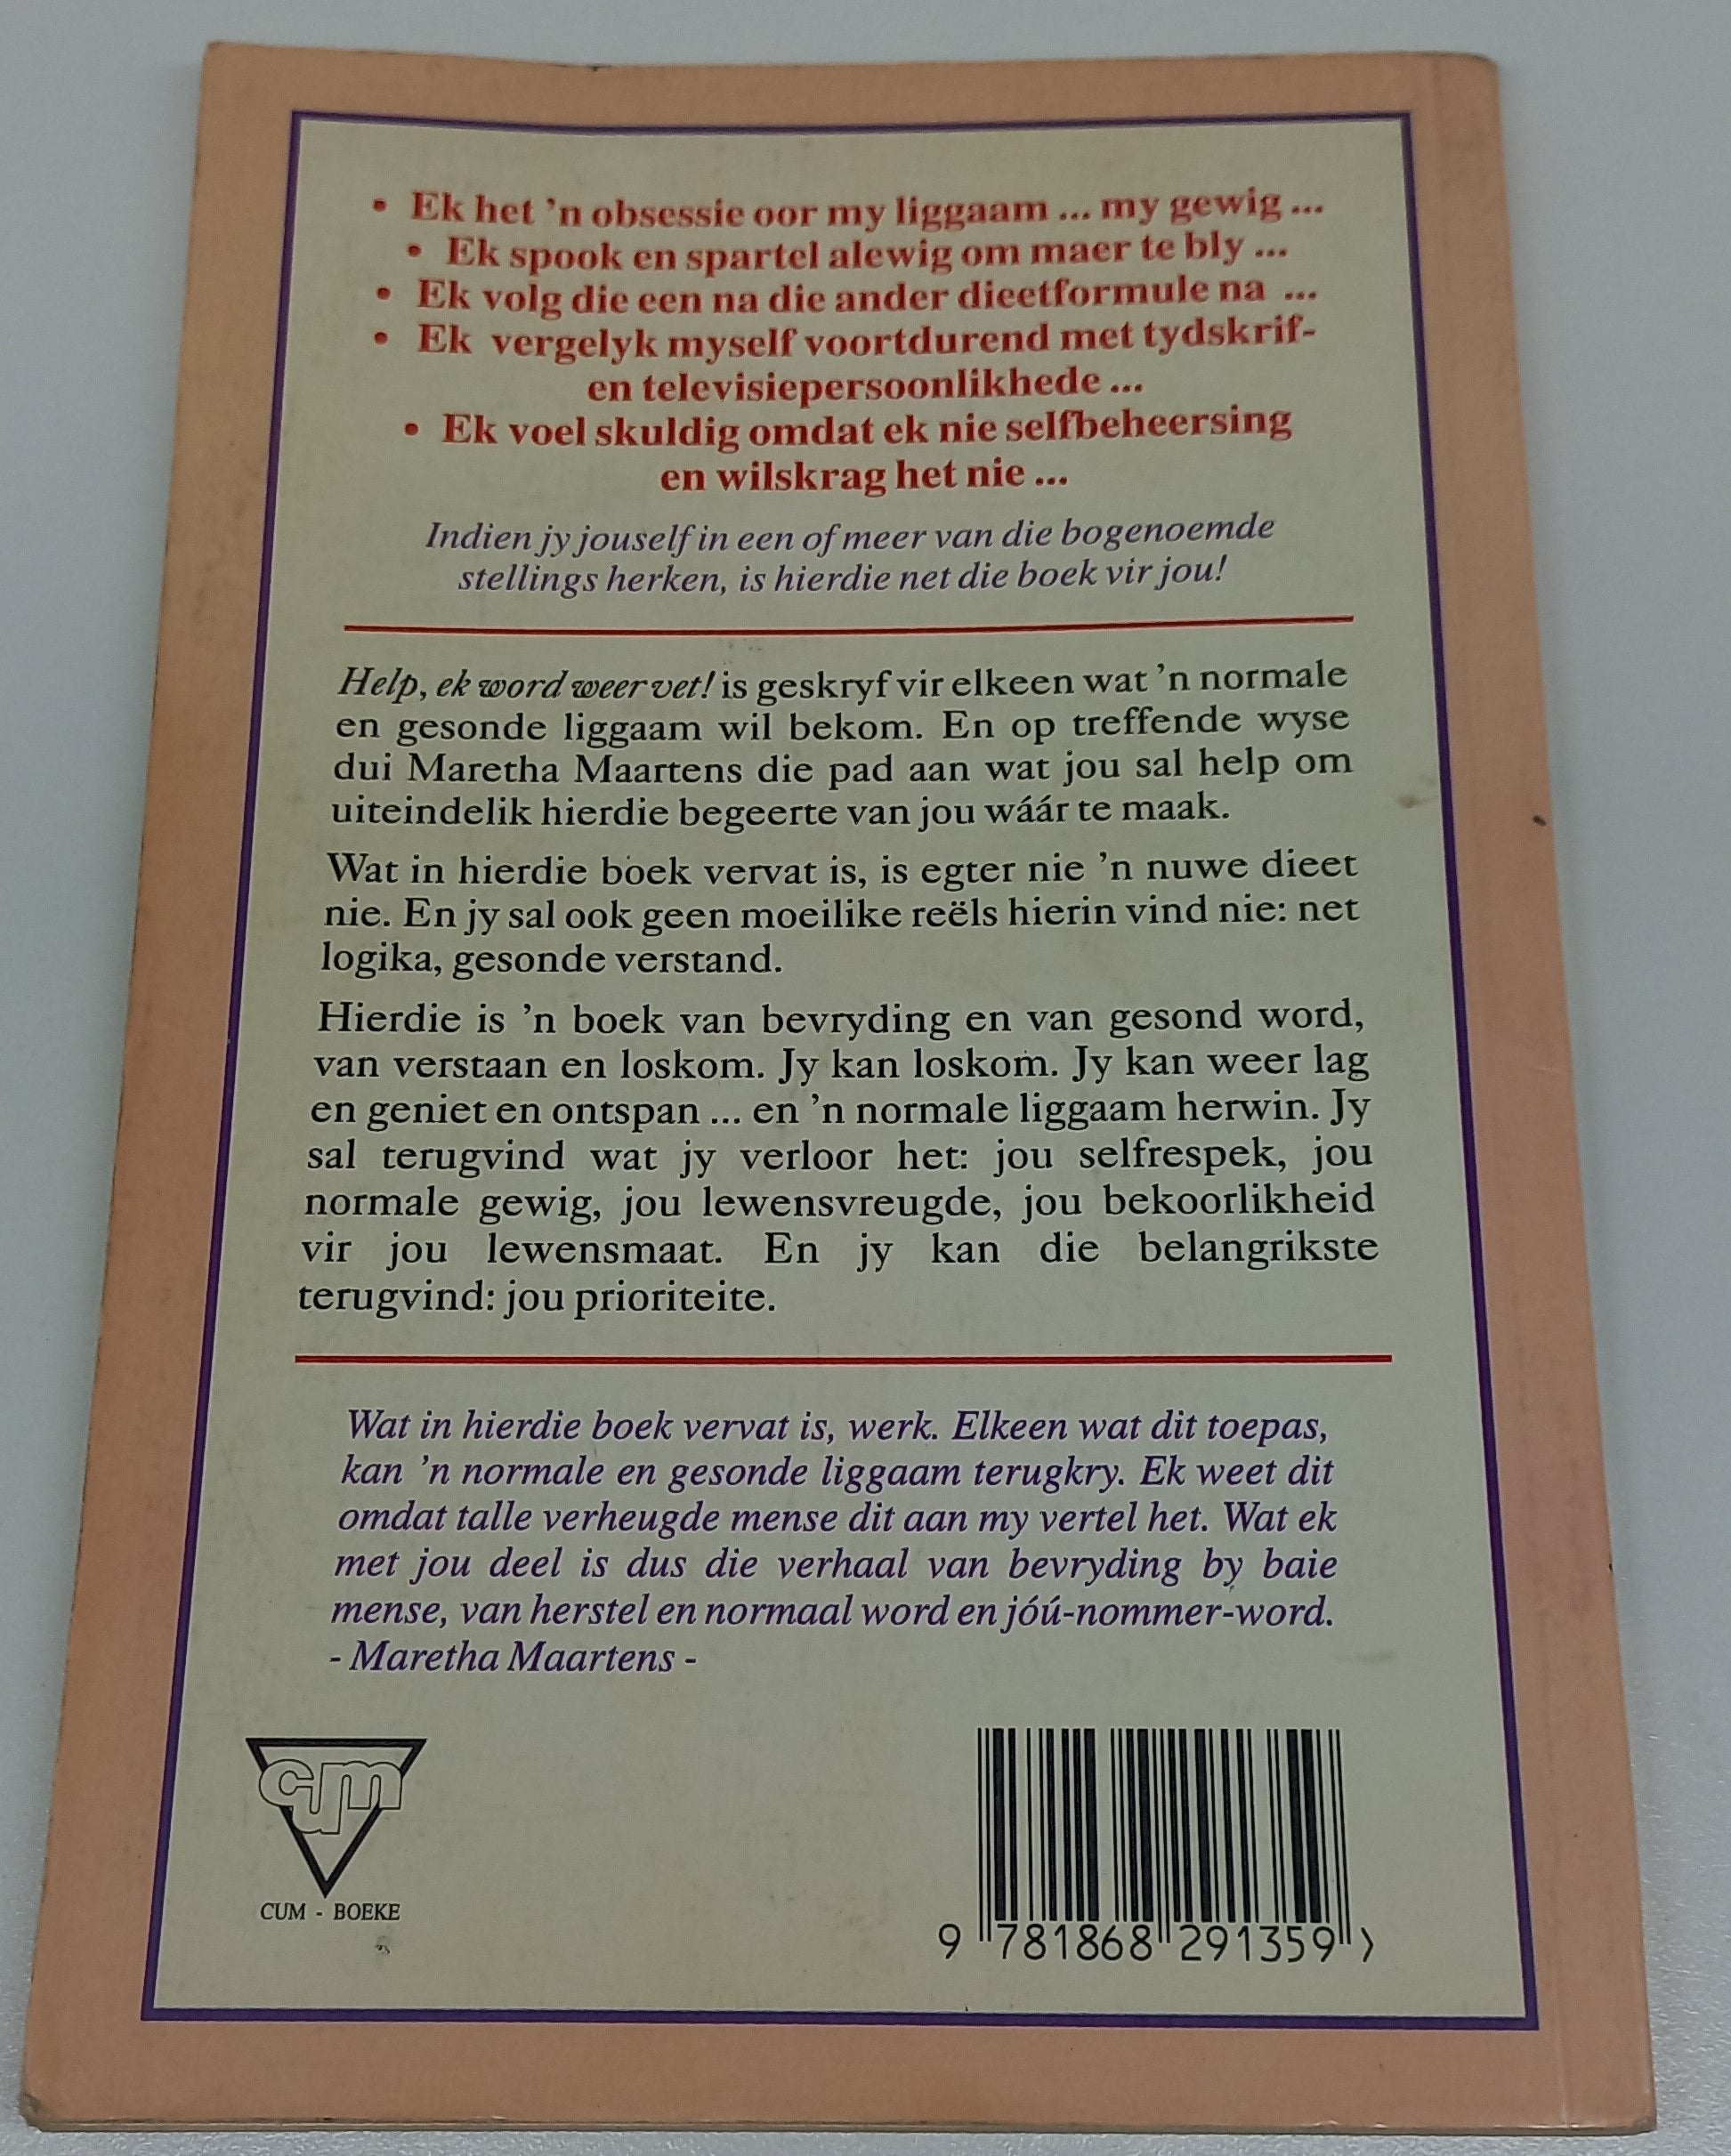 • Ek het 'n obsessie oor my liggaam ... my gewig ...
• Ek spook en spartel alewig om maer te bly ...
• Ek volg die een na die ander dieetformule na ...
• Ek vergelyk myself voortdurend met tydskrif-
en televisiepersoonlikhede ...
• Ek voel skuldig omdat ek nie selfbeheersing
en wilskrag het nie ...
Indien jy jouself in een of meer van die bogenoemde
stellings herken, is hierdie net die boek vir jou!
Help, ek word weer vet! is geskryf vir elkeen wat 'n normale
en gesonde liggaam wil bekom. En op treffende wyse
dui Maretha Maartens die pad aan wat jou sal help om
uiteindelik hierdie begeerte van jou wáár te maak.
Wat in hierdie boek vervat is, is egter nie 'n nuwe dieet
nie. En jy sal ook geen moeilike reëls hierin vind nie: net
logika, gesonde verstand.
Hierdie is 'n boek van bevryding en van gesond word,
van verstaan en loskom. Jy kan loskom. Jy kan weer lag
en geniet en ontspan ... en 'n normale liggaam herwin. Jy
sal terugvind wat jy verloor het: jou selfrespek, jou
normale gewig, jou lewensvreugde, jou bekoorlikheid
vir jou lewensmaat. En jy kan die belangrikste
terugvind: jou prioriteite.
Wat in hierdie boek vervat is, werk. Elkeen wat dit toepas,
kan 'n normale en gesonde liggaam terugkry. Ek weet dit
omdat talle verheugde mense dit aan my vertel het. Wat ek
met jou deel is dus die verhaal van bevryding by baie
mense, van herstel en normaal word en jóú-nommer-word.
- Maretha Maartens -
cum
CUM - BOEKE
9 781868 291359 >